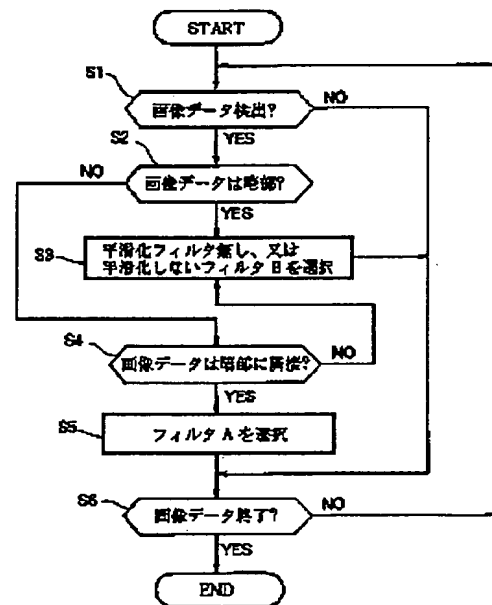 START
S1
画像データ検出?
NO
YES
S2
NO
画像データは暗部?
YES
S3
平滑化フィルタ無し、又は
平滑化しないフィルタ B を選択
S4
画像データは暗部に隣接?
NO
YES
S5
フィルタ A を選択
S6
画像データ終了?
NO
YES
END